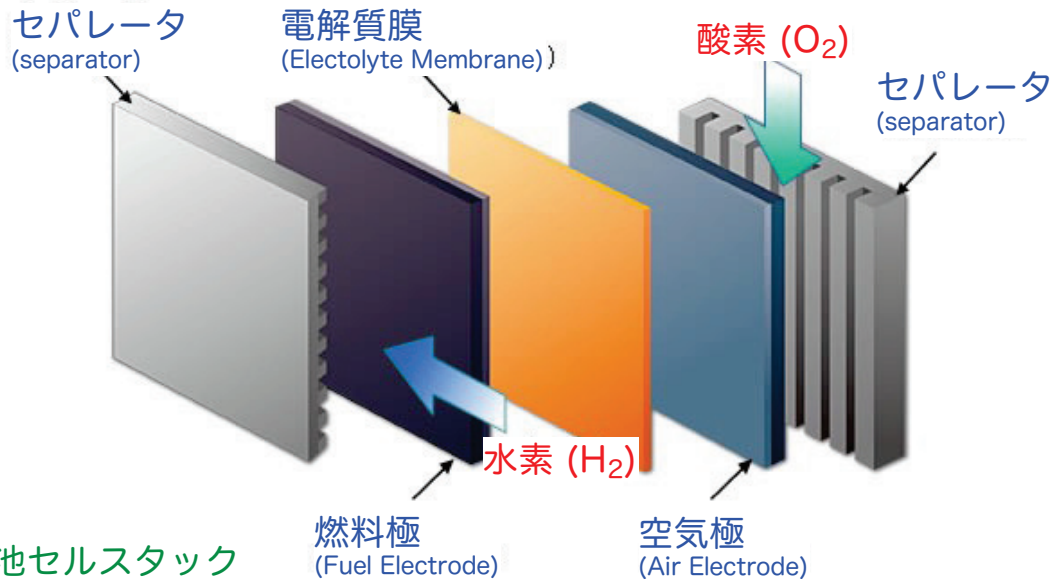 セパレータ
(separator)
電解質膜
(Electolyte Membrane) )
酸素 (O₂)
セパレータ
(separator)
水素 (H₂)
燃料極
(Fuel Electrode)
空気極
(Air Electrode)
池セルスタック